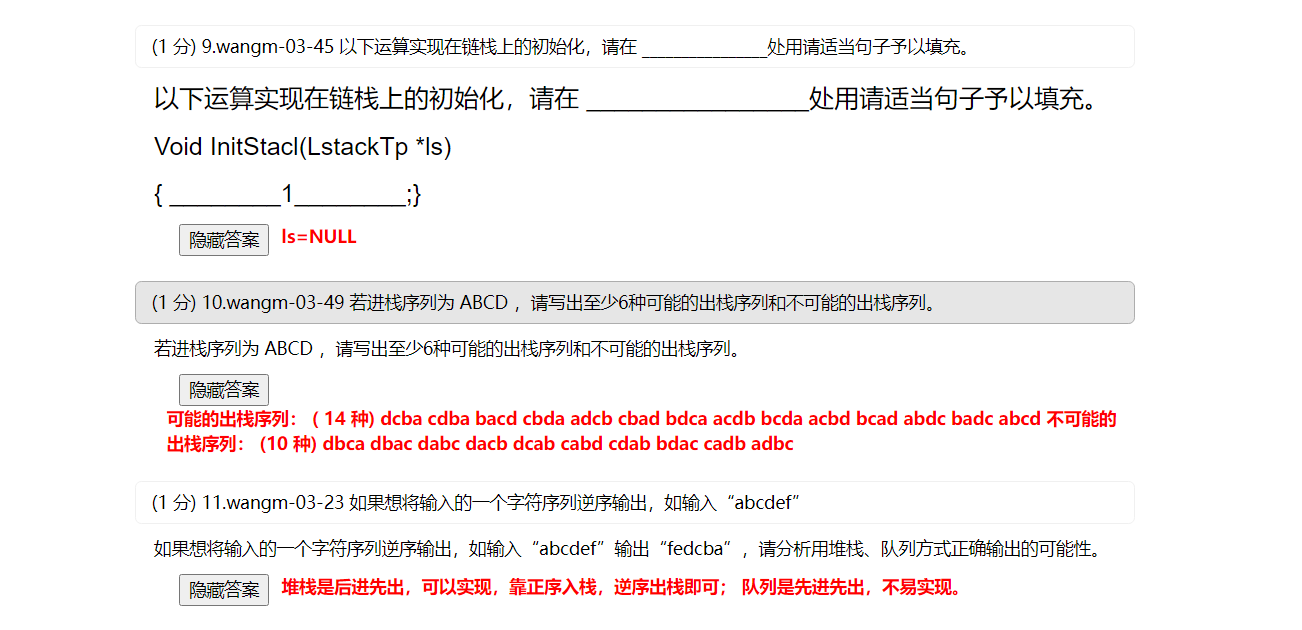 (1 分) 9.wangm-03-45 以下运算实现在链栈上的初始化，请在 ________________处用请适当句子予以填充。
以下运算实现在链栈上的初始化，请在 ________________处用请适当句子予以填充。
Void InitStacl(LstackTp *ls)
{ ________1________;}
隐藏答案 ls=NULL
(1 分) 10.wangm-03-49 若进栈序列为 ABCD ，请写出至少6种可能的出栈序列和不可能的出栈序列。
若进栈序列为 ABCD ，请写出至少6种可能的出栈序列和不可能的出栈序列。
隐藏答案
可能的出栈序列： ( 14 种) dcba cdba bacd cbda adcb cbad bdca acdb bcda acbd bcad abdc badc abcd 不可能的
出栈序列： (10 种) dbca dbac dabc dacb dcab cabd cdab bdac cadb adbc
(1 分) 11.wangm-03-23 如果想将输入的一个字符序列逆序输出，如输入“abcdef”
如果想将输入的一个字符序列逆序输出，如输入“abcdef”输出“fedcba”，请分析用堆栈、队列方式正确输出的可能性。
隐藏答案 堆栈是后进先出，可以实现，靠正序入栈，逆序出栈即可； 队列是先进先出，不易实现。